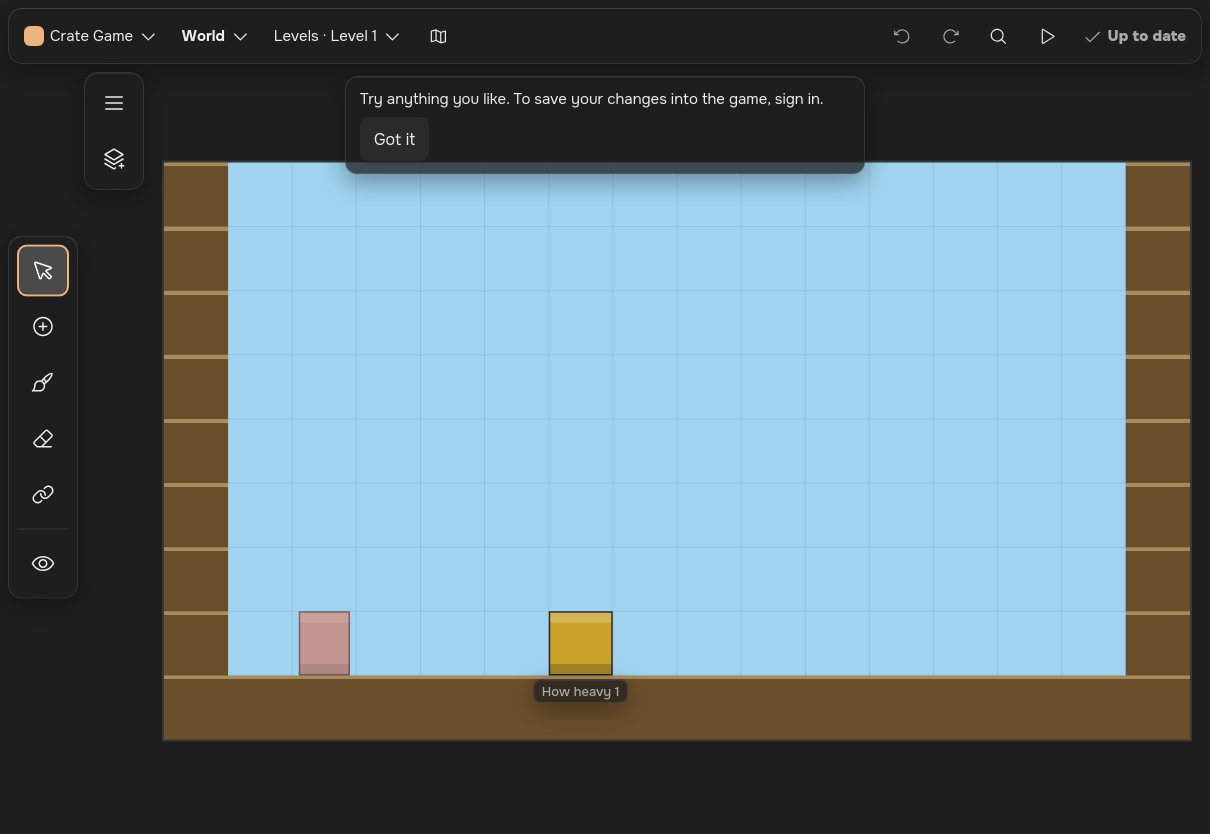 Crate Game
World
Levels · Level 1
Up to date
Try anything you like. To save your changes into the game, sign in.
Got it
How heavy 1